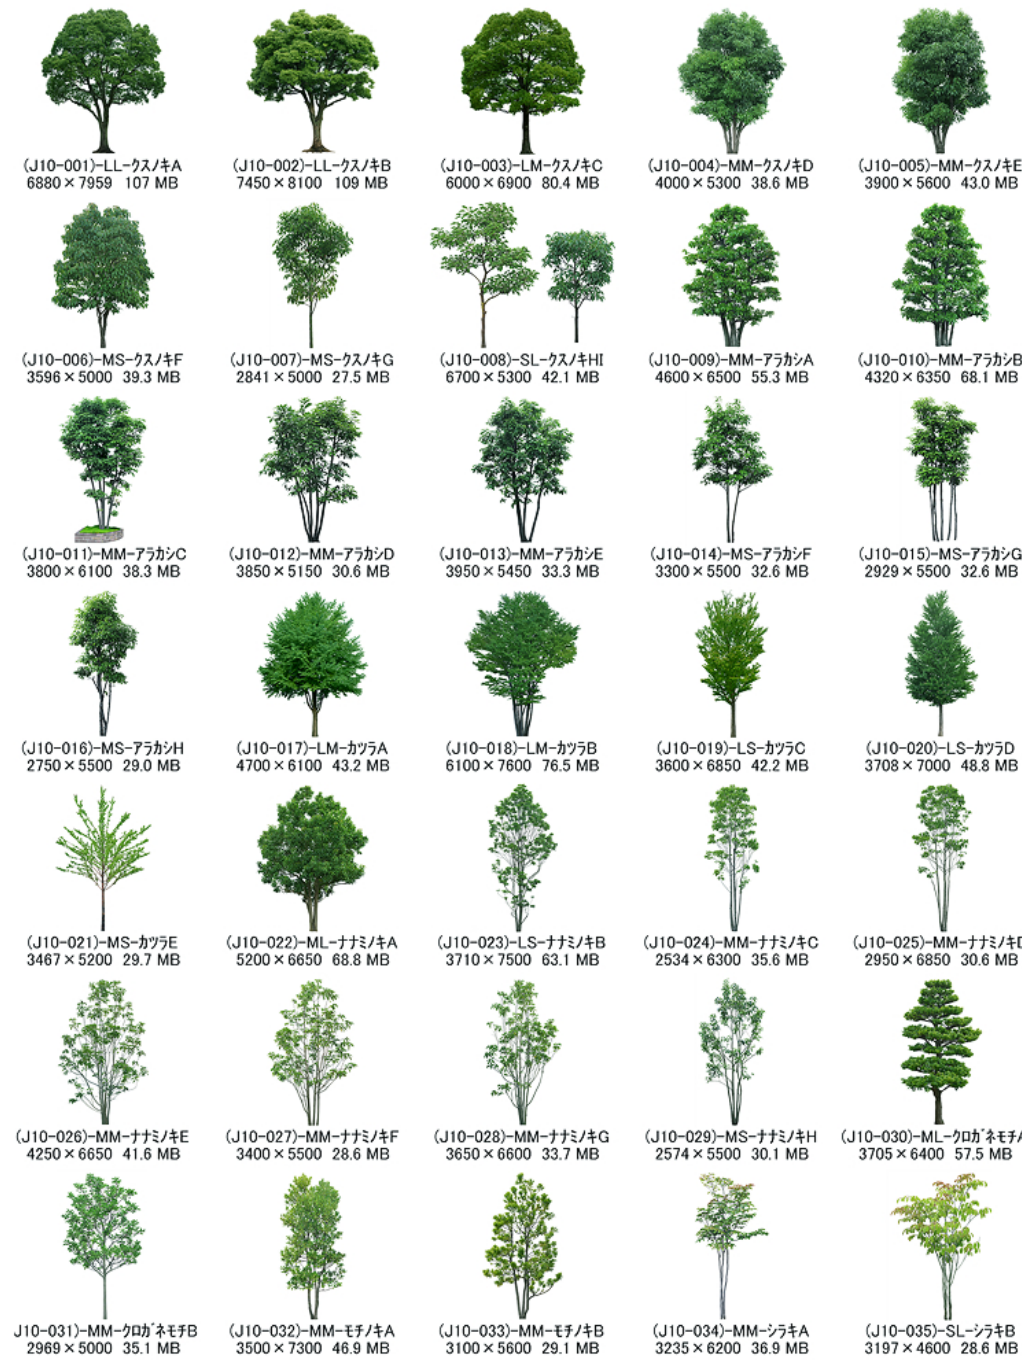 (J10-001)-LL-クスノキA
6880×7959 107 MB
(J10-002)-LL-クスノキB
7450×8100 109 MB
(J10-003)-LM-クスノキC
6000×6900 80.4 MB
(J10-004)-MM-クスノキD
4000×5300 38.6 MB
(J10-005)-MM-クスノキE
3900×5600 43.0 MB
(J10-006)-MS-クスノキF
3596×5000 39.3 MB
(J10-007)-MS-クスノキG
2841×5000 27.5 MB
(J10-008)-SL-クスノキHI
6700×5300 42.1 MB
(J10-009)-MM-アラカシA
4600×6500 55.3 MB
(J10-010)-MM-アラカシB
4320×6350 68.1 MB
(J10-011)-MM-アラカシC
3800×6100 38.3 MB
(J10-012)-MM-アラカシD
3850×5150 30.6 MB
(J10-013)-MM-アラカシE
3950×5450 33.3 MB
(J10-014)-MS-アラカシF
3300×5500 32.6 MB
(J10-015)-MS-アラカシG
2929×5500 32.6 MB
(J10-016)-MS-アラカシH
2750×5500 29.0 MB
(J10-017)-LM-カツラA
4700×6100 43.2 MB
(J10-018)-LM-カツラB
6100×7600 76.5 MB
(J10-019)-LS-カツラC
3600×6850 42.2 MB
(J10-020)-LS-カツラD
3708×7000 48.8 MB
(J10-021)-MS-カツラE
3467×5200 29.7 MB
(J10-022)-ML-ナナミノキA
5200×6650 68.8 MB
(J10-023)-LS-ナナミノキB
3710×7500 63.1 MB
(J10-024)-MM-ナナミノキC
2534×6300 35.6 MB
(J10-025)-MM-ナナミノキD
2950×6850 30.6 MB
(J10-026)-MM-ナナミノキE
4250×6650 41.6 MB
(J10-027)-MM-ナナミノキF
3400×5500 28.6 MB
(J10-028)-MM-ナナミノキG
3650×6600 33.7 MB
(J10-029)-MS-ナナミノキH
2574×5500 30.1 MB
(J10-030)-ML-クロガネモチA
3705×6400 57.5 MB
J10-031)-MM-クロガネモチB
2969×5000 35.1 MB
(J10-032)-MM-モチノキA
3500×7300 46.9 MB
(J10-033)-MM-モチノキB
3100×5600 29.1 MB
(J10-034)-MM-シラキA
3235×6200 36.9 MB
(J10-035)-SL-シラキB
3197×4600 28.6 MB